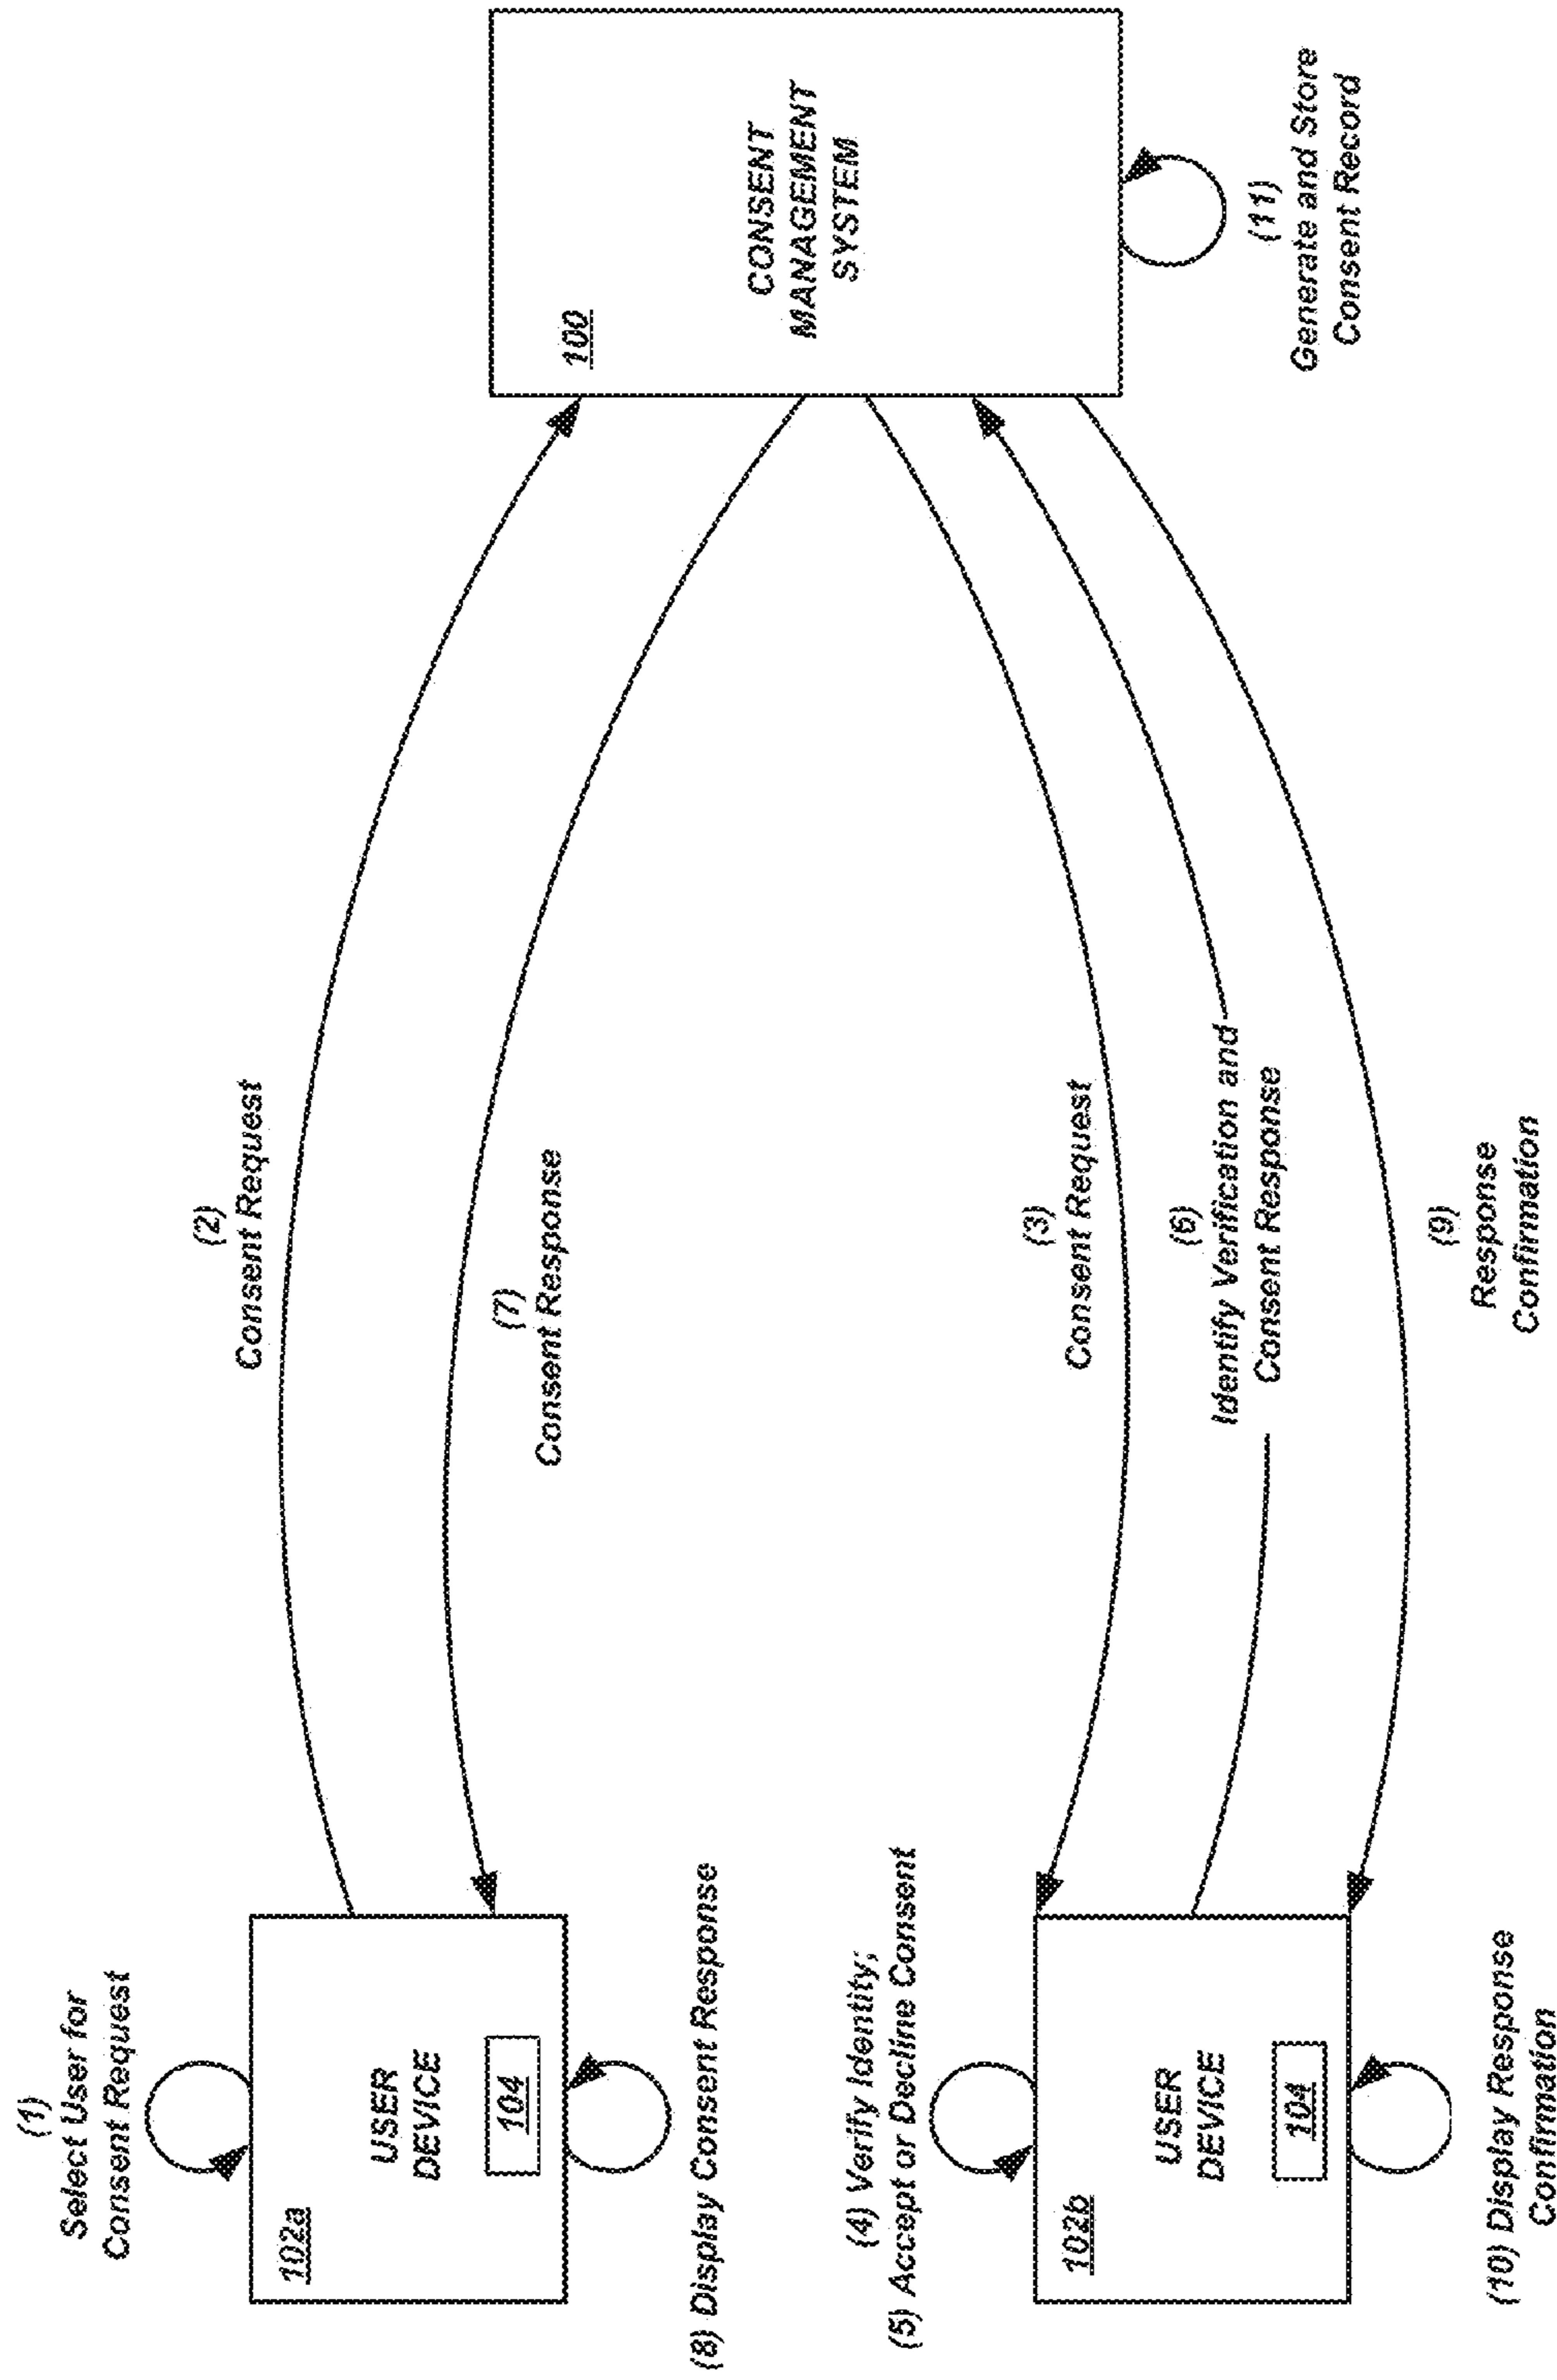 (1)
Select User for
Consent Request
102a
USER
DEVICE
104
(8) Display Consent Response
(2)
Consent Request
(7)
Consent Response
100
CONSENT
MANAGEMENT
SYSTEM
(11)
Generate and Store
Consent Record
(4) Verify Identity;
(5) Accept or Decline Consent
102b
USER
DEVICE
104
(10) Display Response
Confirmation
(3)
Consent Request
(6)
Identify Verification and
Consent Response
(9)
Response
Confirmation